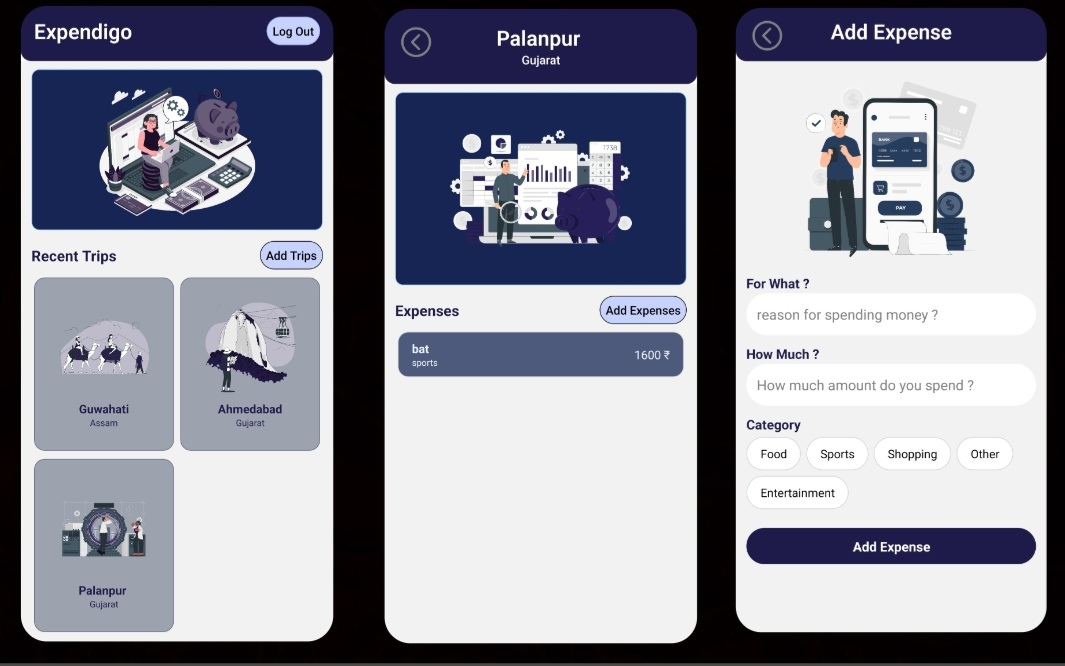 Expendigo
Log Out
Recent Trips
Add Trips
Guwahati
Assam
Ahmedabad
Gujarat
Palanpur
Gujarat
Palanpur
Gujarat
1738
Expenses
Add Expenses
bat
sports
1600 ₹
Add Expense
BANK
PAY
For What ?
reason for spending money ?
How Much ?
How much amount do you spend ?
Category
Food
Sports
Shopping
Other
Entertainment
Add Expense